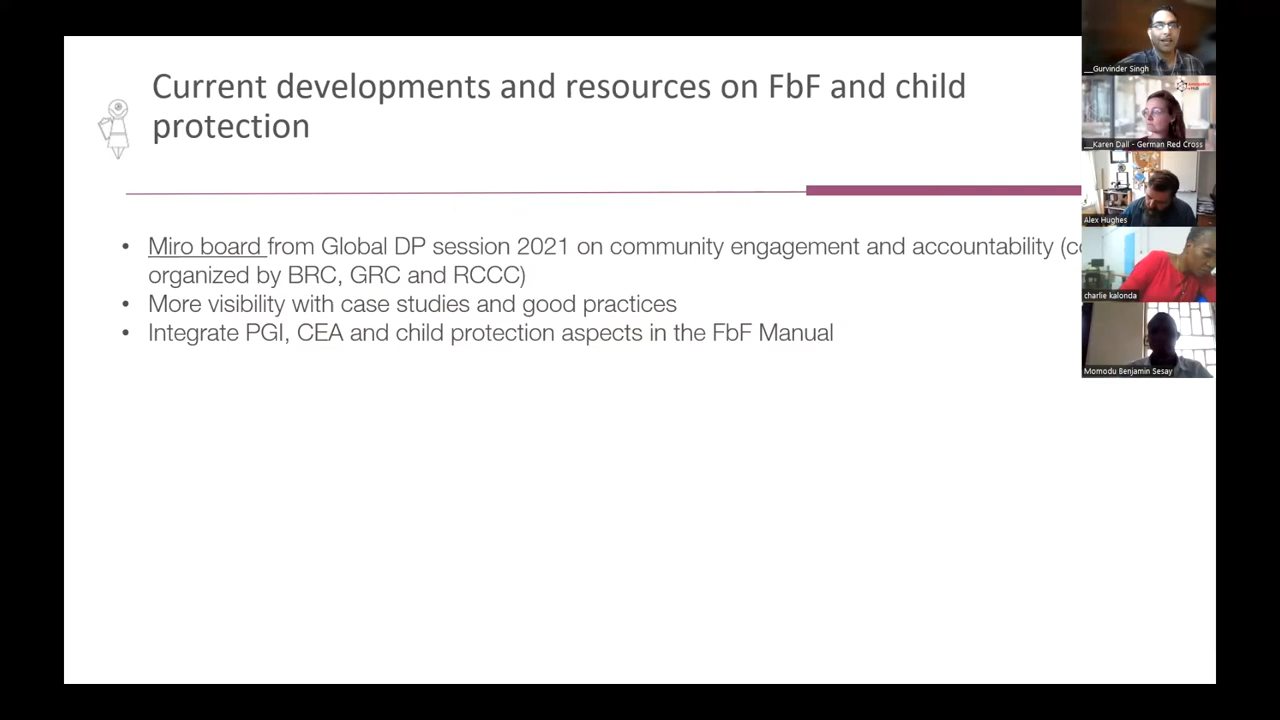 Current developments and resources on FbF and child
protection
• Miro board from Global DP session 2021 on community engagement and accountability (co
organized by BRC, GRC and RCCC)
• More visibility with case studies and good practices
• Integrate PGI, CEA and child protection aspects in the FbF Manual
__Gurvinder Singh
__Karen Dall - German Red Cross
Alex Hughes
charlie kalonda
Momodu Benjamin Sesay